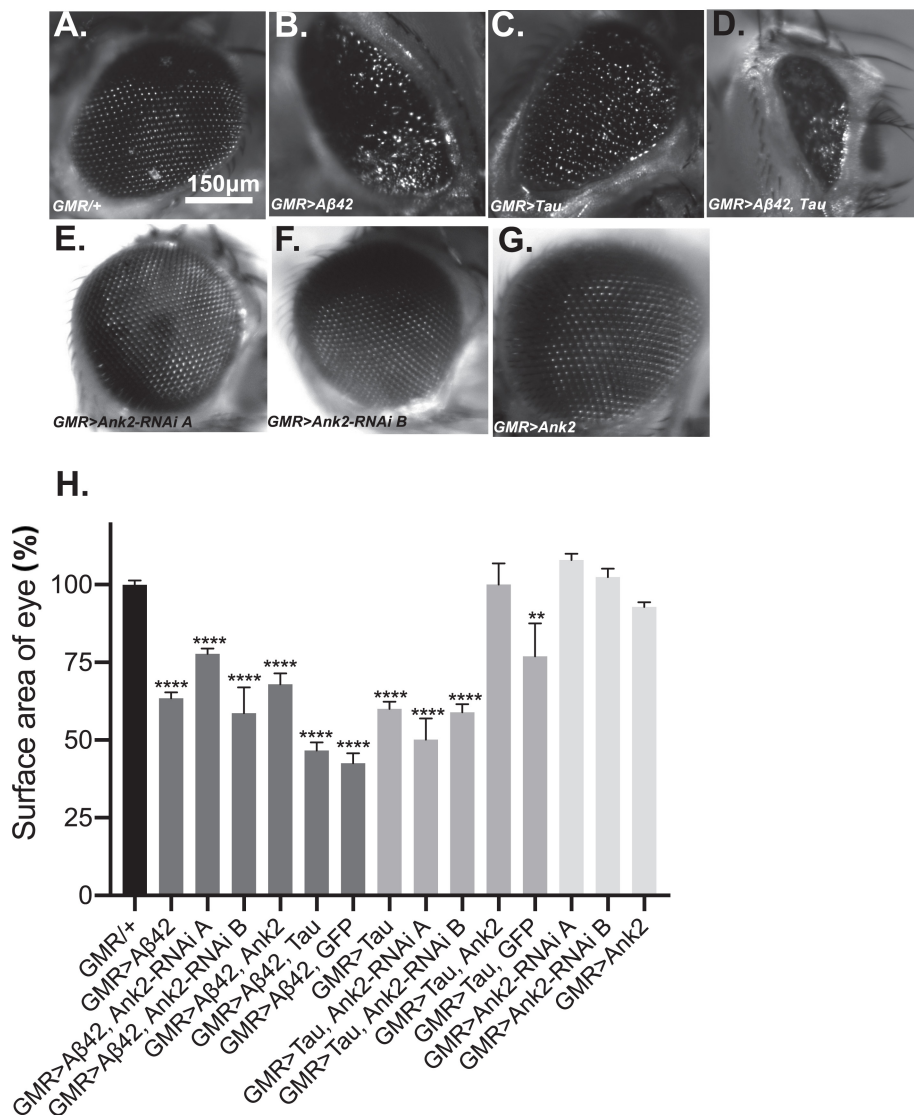 A.
B.
C.
D.
150μm
GMR/+
GMR>Aβ42
GMR>Tau
GMR>Aβ42, Tau
E.
F.
G.
GMR>Ank2-RNAi A
GMR>Ank2-RNAi B
GMR>Ank2
H.
Surface area of eye (%)
100
75
50
25
0
****
****
****
****
****
****
****
****
****
**
GMR/+
GMR>Aβ42
GMR>Aβ42, Ank2-RNAi A
GMR>Aβ42, Ank2-RNAi B
GMR>Aβ42, Ank2
GMR>Aβ42, Tau
GMR>Aβ42, GFP
GMR>Tau
GMR>Tau, Ank2-RNAi A
GMR>Tau, Ank2-RNAi B
GMR>Tau, Ank2
GMR>Tau, GFP
GMR>Ank2-RNAi A
GMR>Ank2-RNAi B
GMR>Ank2